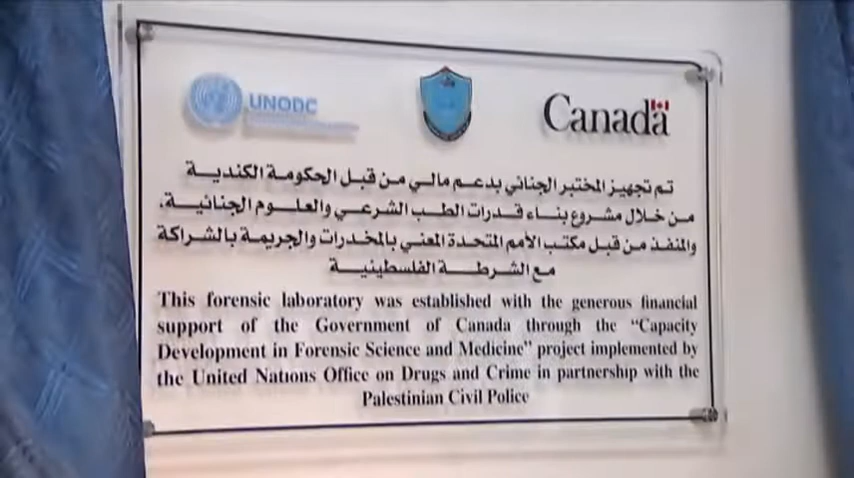 UNODC
Canada
تم تجهيز المختبر الجنائي بدعم مالي من قبل الحكومة الكندية
من خلال مشروع بناء قدرات الطب الشرعي والعلوم الجنائية،
والمنفذ من قبل مكتب الأمم المتحدة المعني بالمخدرات والجريمة بالشراكة
مع الشرطة الفلسطينية
This forensic laboratory was established with the generous financial
support of the Government of Canada through the “Capacity
Development in Forensic Science and Medicine” project implemented by
the United Nations Office on Drugs and Crime in partnership with the
Palestinian Civil Police